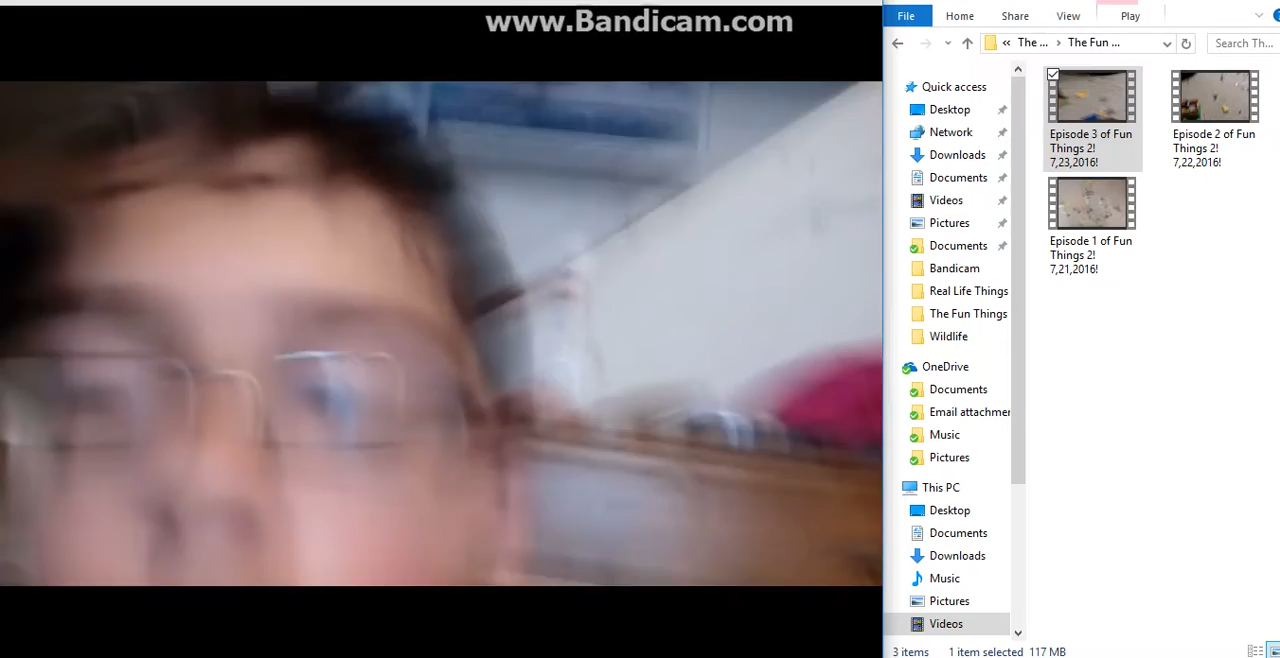 www.Bandicam.com
File Home Share View Play
« The ... › The Fun ... Search Th...
Quick access
Desktop
Network
Downloads
Documents
Videos
Pictures
Documents
Bandicam
Real Life Things
The Fun Things
Wildlife
OneDrive
Documents
Email attachmer
Music
Pictures
This PC
Desktop
Documents
Downloads
Music
Pictures
Videos
Episode 3 of Fun
Things 2!
7,23,2016!
Episode 2 of Fun
Things 2!
7,22,2016!
Episode 1 of Fun
Things 2!
7,21,2016!
3 items 1 item selected 117 MB